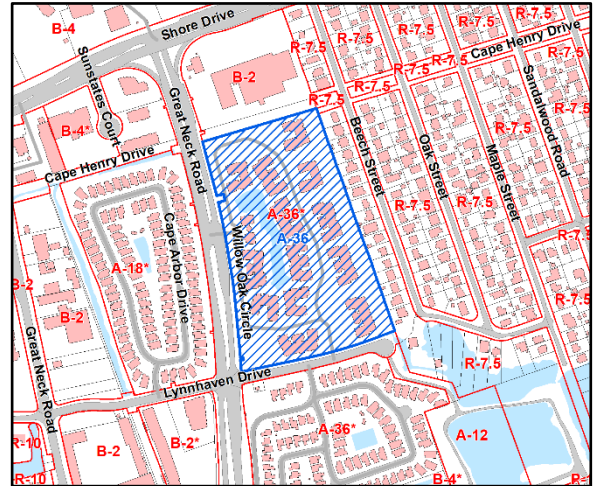 B-4
Shore Drive
R-7.5
R-7.5
R-7.5
R-7.5
Sunstates Court
B-2
R-7.5
R-7.5
Cape Henry Drive
R-7.5
B-4*
Great Neck Road
R-7.5
R-7.5
Sandalwood Road
Cape Henry Drive
Beech Street
Oak Street
Maple Street
R-7.5
R-7.5
R-7.5
R-7.5
A-36*
A-36
Cape Arbor Drive
Willow Oak Circle
A-18*
R-7.5
R-7.5
B-2
B-2
Great Neck Road
R-7.5
R-7.5
Lynnhaven Drive
A-36*
A-12
R-10
B-2
B-2*
R-10
B-4*